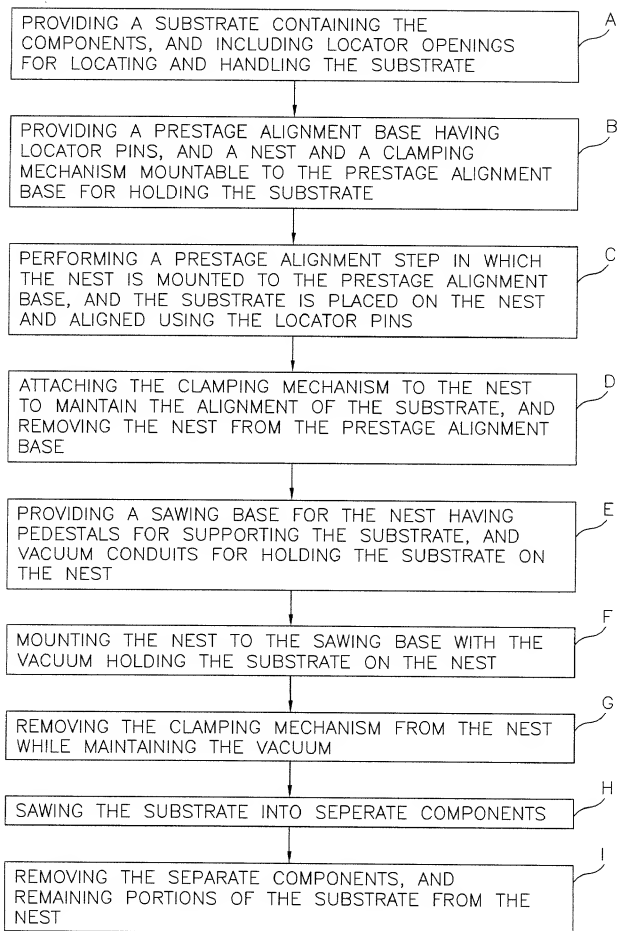 PROVIDING A SUBSTRATE CONTAINING THE
COMPONENTS, AND INCLUDING LOCATOR OPENINGS
FOR LOCATING AND HANDLING THE SUBSTRATE
A
PROVIDING A PRESTAGE ALIGNMENT BASE HAVING
LOCATOR PINS, AND A NEST AND A CLAMPING
MECHANISM MOUNTABLE TO THE PRESTAGE ALIGNMENT
BASE FOR HOLDING THE SUBSTRATE
B
PERFORMING A PRESTAGE ALIGNMENT STEP IN WHICH
THE NEST IS MOUNTED TO THE PRESTAGE ALIGNMENT
BASE, AND THE SUBSTRATE IS PLACED ON THE NEST
AND ALIGNED USING THE LOCATOR PINS
C
ATTACHING THE CLAMPING MECHANISM TO THE NEST
TO MAINTAIN THE ALIGNMENT OF THE SUBSTRATE, AND
REMOVING THE NEST FROM THE PRESTAGE ALIGNMENT
BASE
D
PROVIDING A SAWING BASE FOR THE NEST HAVING
PEDESTALS FOR SUPPORTING THE SUBSTRATE, AND
VACUUM CONDUITS FOR HOLDING THE SUBSTRATE ON
THE NEST
E
MOUNTING THE NEST TO THE SAWING BASE WITH THE
VACUUM HOLDING THE SUBSTRATE ON THE NEST
F
REMOVING THE CLAMPING MECHANISM FROM THE NEST
WHILE MAINTAINING THE VACUUM
G
SAWING THE SUBSTRATE INTO SEPERATE COMPONENTS
H
REMOVING THE SEPARATE COMPONENTS, AND
REMAINING PORTIONS OF THE SUBSTRATE FROM THE
NEST
I